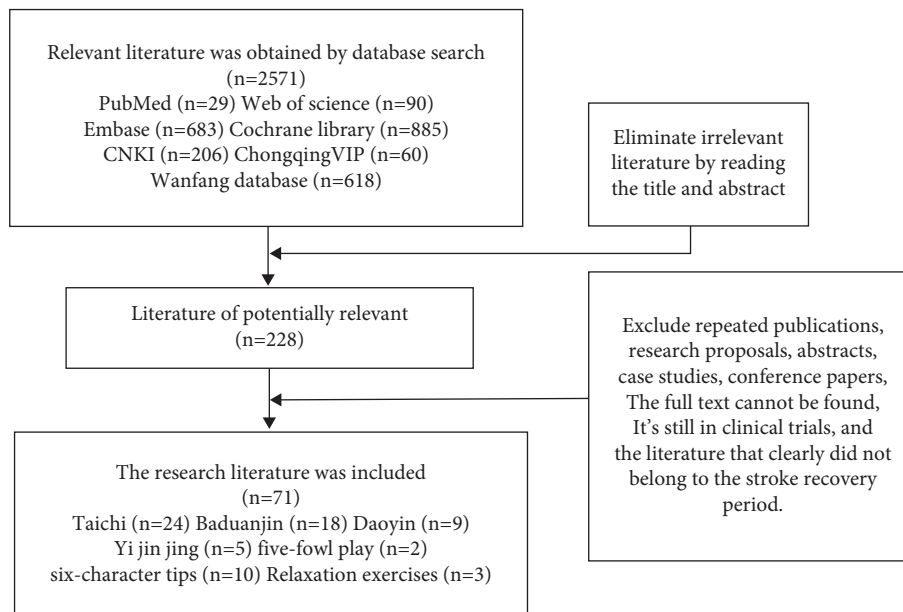 Relevant literature was obtained by database search
(n=2571)
PubMed (n=29) Web of science (n=90)
Embase (n=683) Cochrane library (n=885)
CNKI (n=206) ChongqingVIP (n=60)
Wanfang database (n=618)
Eliminate irrelevant
literature by reading
the title and abstract
Literature of potentially relevant
(n=228)
Exclude repeated publications,
research proposals, abstracts,
case studies, conference papers,
The full text cannot be found,
It's still in clinical trials, and
the literature that clearly did not
belong to the stroke recovery
period.
The research literature was included
(n=71)
Taichi (n=24) Baduanjin (n=18) Daoyin (n=9)
Yi jin jing (n=5) five-fowl play (n=2)
six-character tips (n=10) Relaxation exercises (n=3)